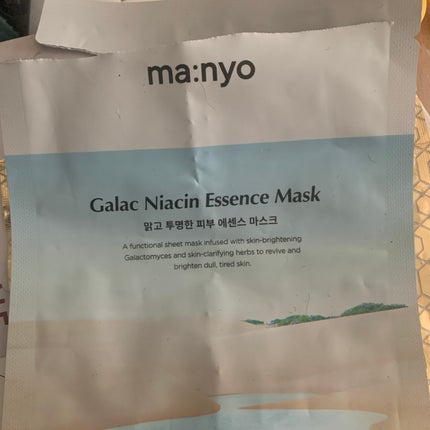 ma:nyo
Galac Niacin Essence Mask
맑고 투명한 피부 에센스 마스크
A functional sheet mask infused with skin-brightening
Galactomyces and skin-clarifying herbs to revive and
brighten dull, tired skin.